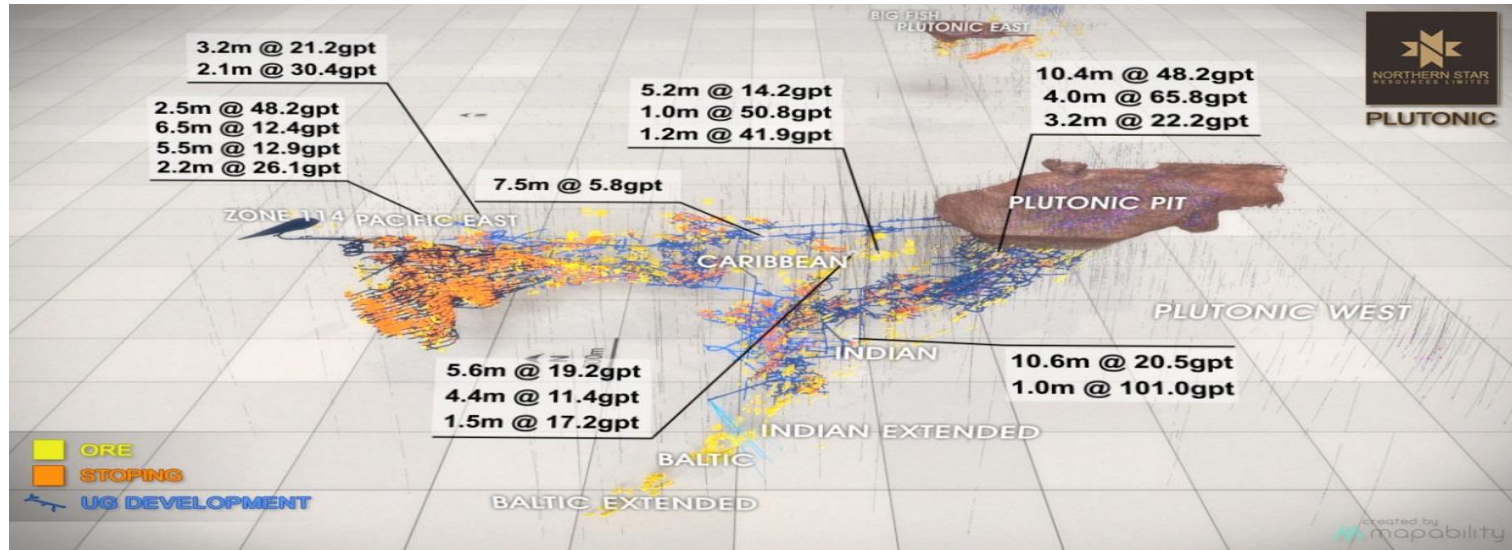 BIG FISH
PLUTONIC EAST
NORTHERN STAR
RESOURCES LIMITED
PLUTONIC
3.2m @ 21.2gpt
2.1m @ 30.4gpt
2.5m @ 48.2gpt
6.5m @ 12.4gpt
5.5m @ 12.9gpt
2.2m @ 26.1gpt
5.2m @ 14.2gpt
1.0m @ 50.8gpt
1.2m @ 41.9gpt
10.4m @ 48.2gpt
4.0m @ 65.8gpt
3.2m @ 22.2gpt
7.5m @ 5.8gpt
ZONE 114
PACIFIC EAST
PLUTONIC PIT
CARIBBEAN
PLUTONIC WEST
INDIAN
5.6m @ 19.2gpt
4.4m @ 11.4gpt
1.5m @ 17.2gpt
10.6m @ 20.5gpt
1.0m @ 101.0gpt
INDIAN EXTENDED
BALTIC
BALTIC EXTENDED
ORE
STOPING
UG DEVELOPMENT
created by
mapability